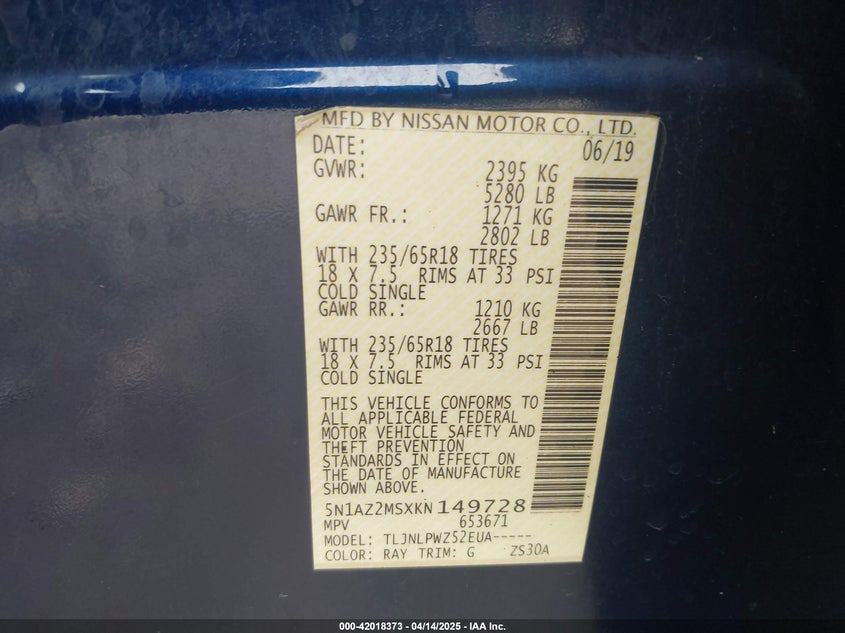 MFD BY NISSAN MOTOR CO., LTD.
DATE: 06/19
GVWR: 2395 KG
5280 LB
GAWR FR.: 1271 KG
2802 LB
WITH 235/65R18 TIRES
18 X 7.5 RIMS AT 33 PSI
COLD SINGLE
GAWR RR.: 1210 KG
2667 LB
WITH 235/65R18 TIRES
18 X 7.5 RIMS AT 33 PSI
COLD SINGLE
THIS VEHICLE CONFORMS TO
ALL APPLICABLE FEDERAL
MOTOR VEHICLE SAFETY AND
THEFT PREVENTION
STANDARDS IN EFFECT ON
THE DATE OF MANUFACTURE
SHOWN ABOVE.
5N1AZ2MSXKN149728
MPV 653671
MODEL: TLJNLPWZ52EUA-----
COLOR: RAY TRIM: G ZS30A
000-42018373 - 04/14/2025 - IAA Inc.